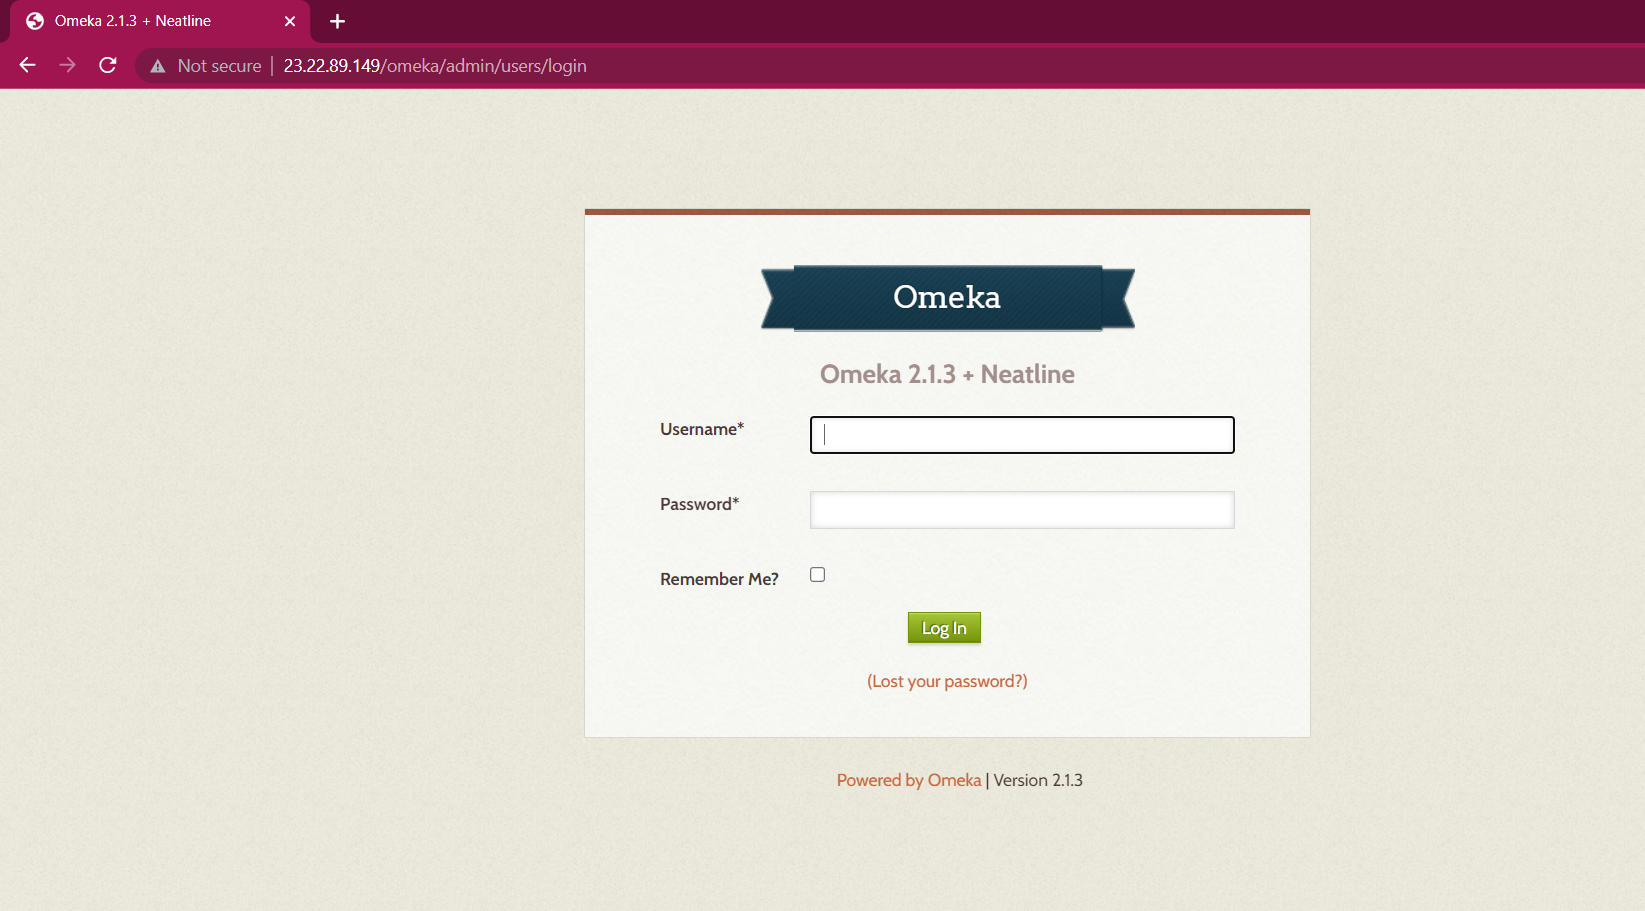 Omeka 2.1.3 + Neatline
Not secure | 23.22.89.149/omeka/admin/users/login
Omeka
Omeka 2.1.3 + Neatline
Username*
Password*
Remember Me?
Log In
(Lost your password?)
Powered by Omeka | Version 2.1.3